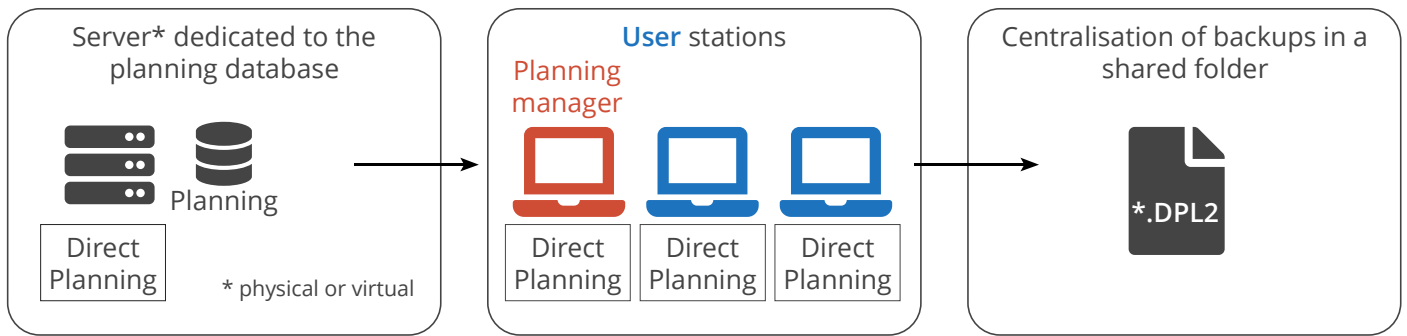 Server* dedicated to the
planning database
Planning
Direct
Planning
* physical or virtual
User stations
Planning
manager
Direct
Planning
Direct
Planning
Direct
Planning
Centralisation of backups in a
shared folder
*.DPL2